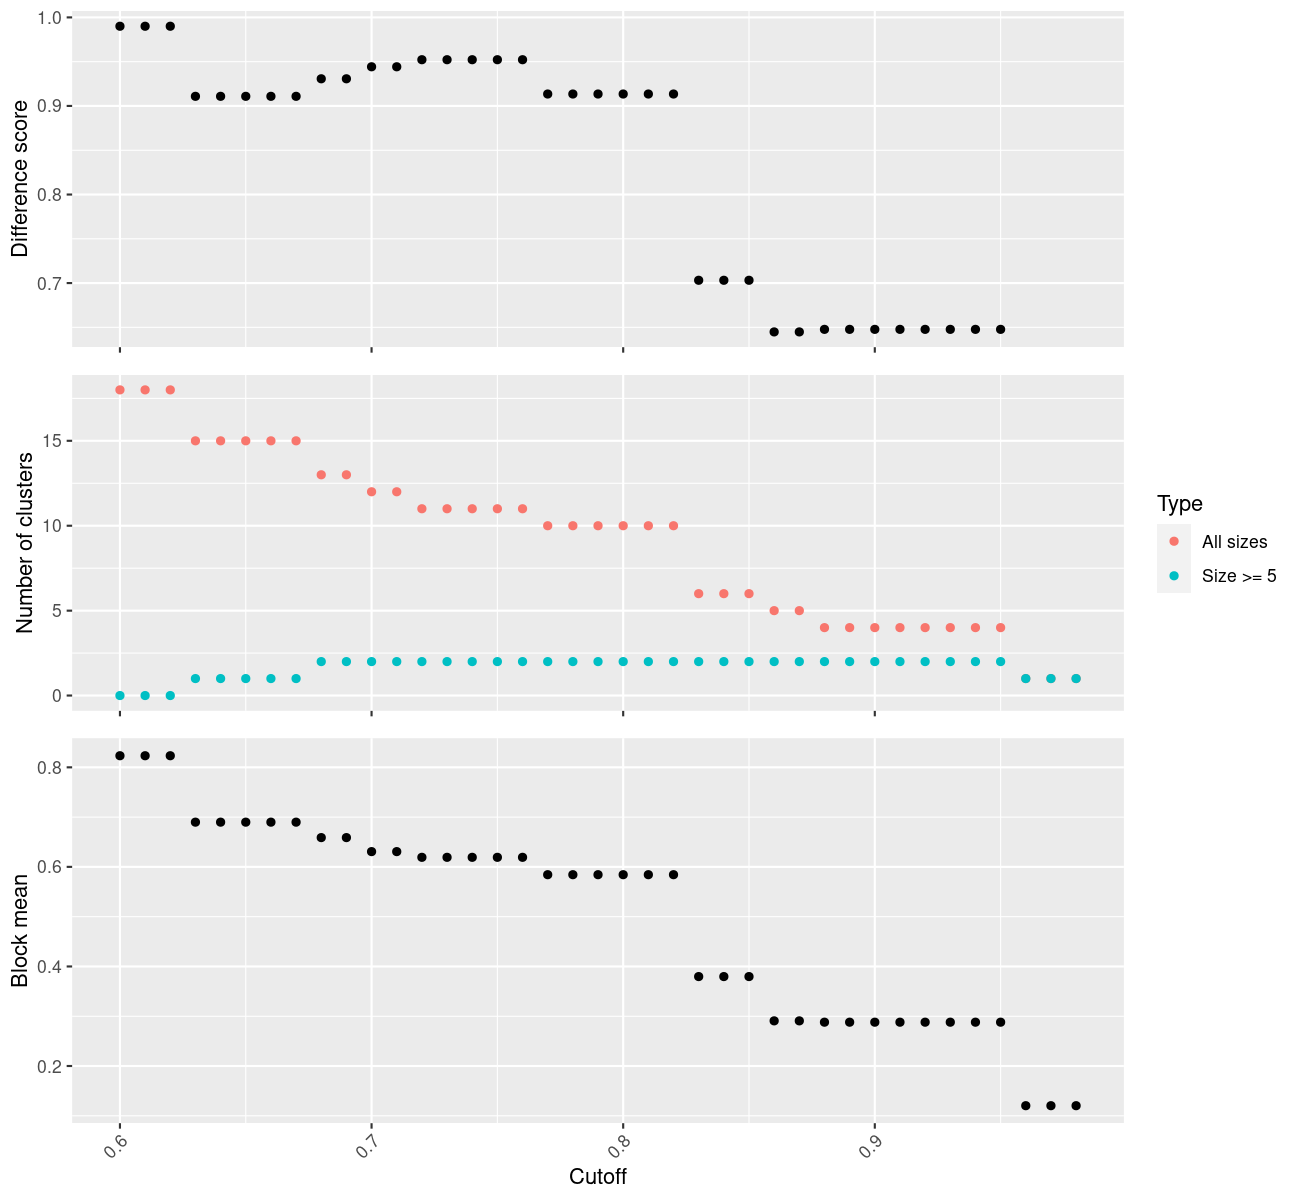 1.0
0.9
0.8
0.7
Difference score
15
10
5
0
Number of clusters
Type
All sizes
Size >= 5
0.8
0.6
0.4
0.2
Block mean
0.6 0.7 0.8 0.9
Cutoff